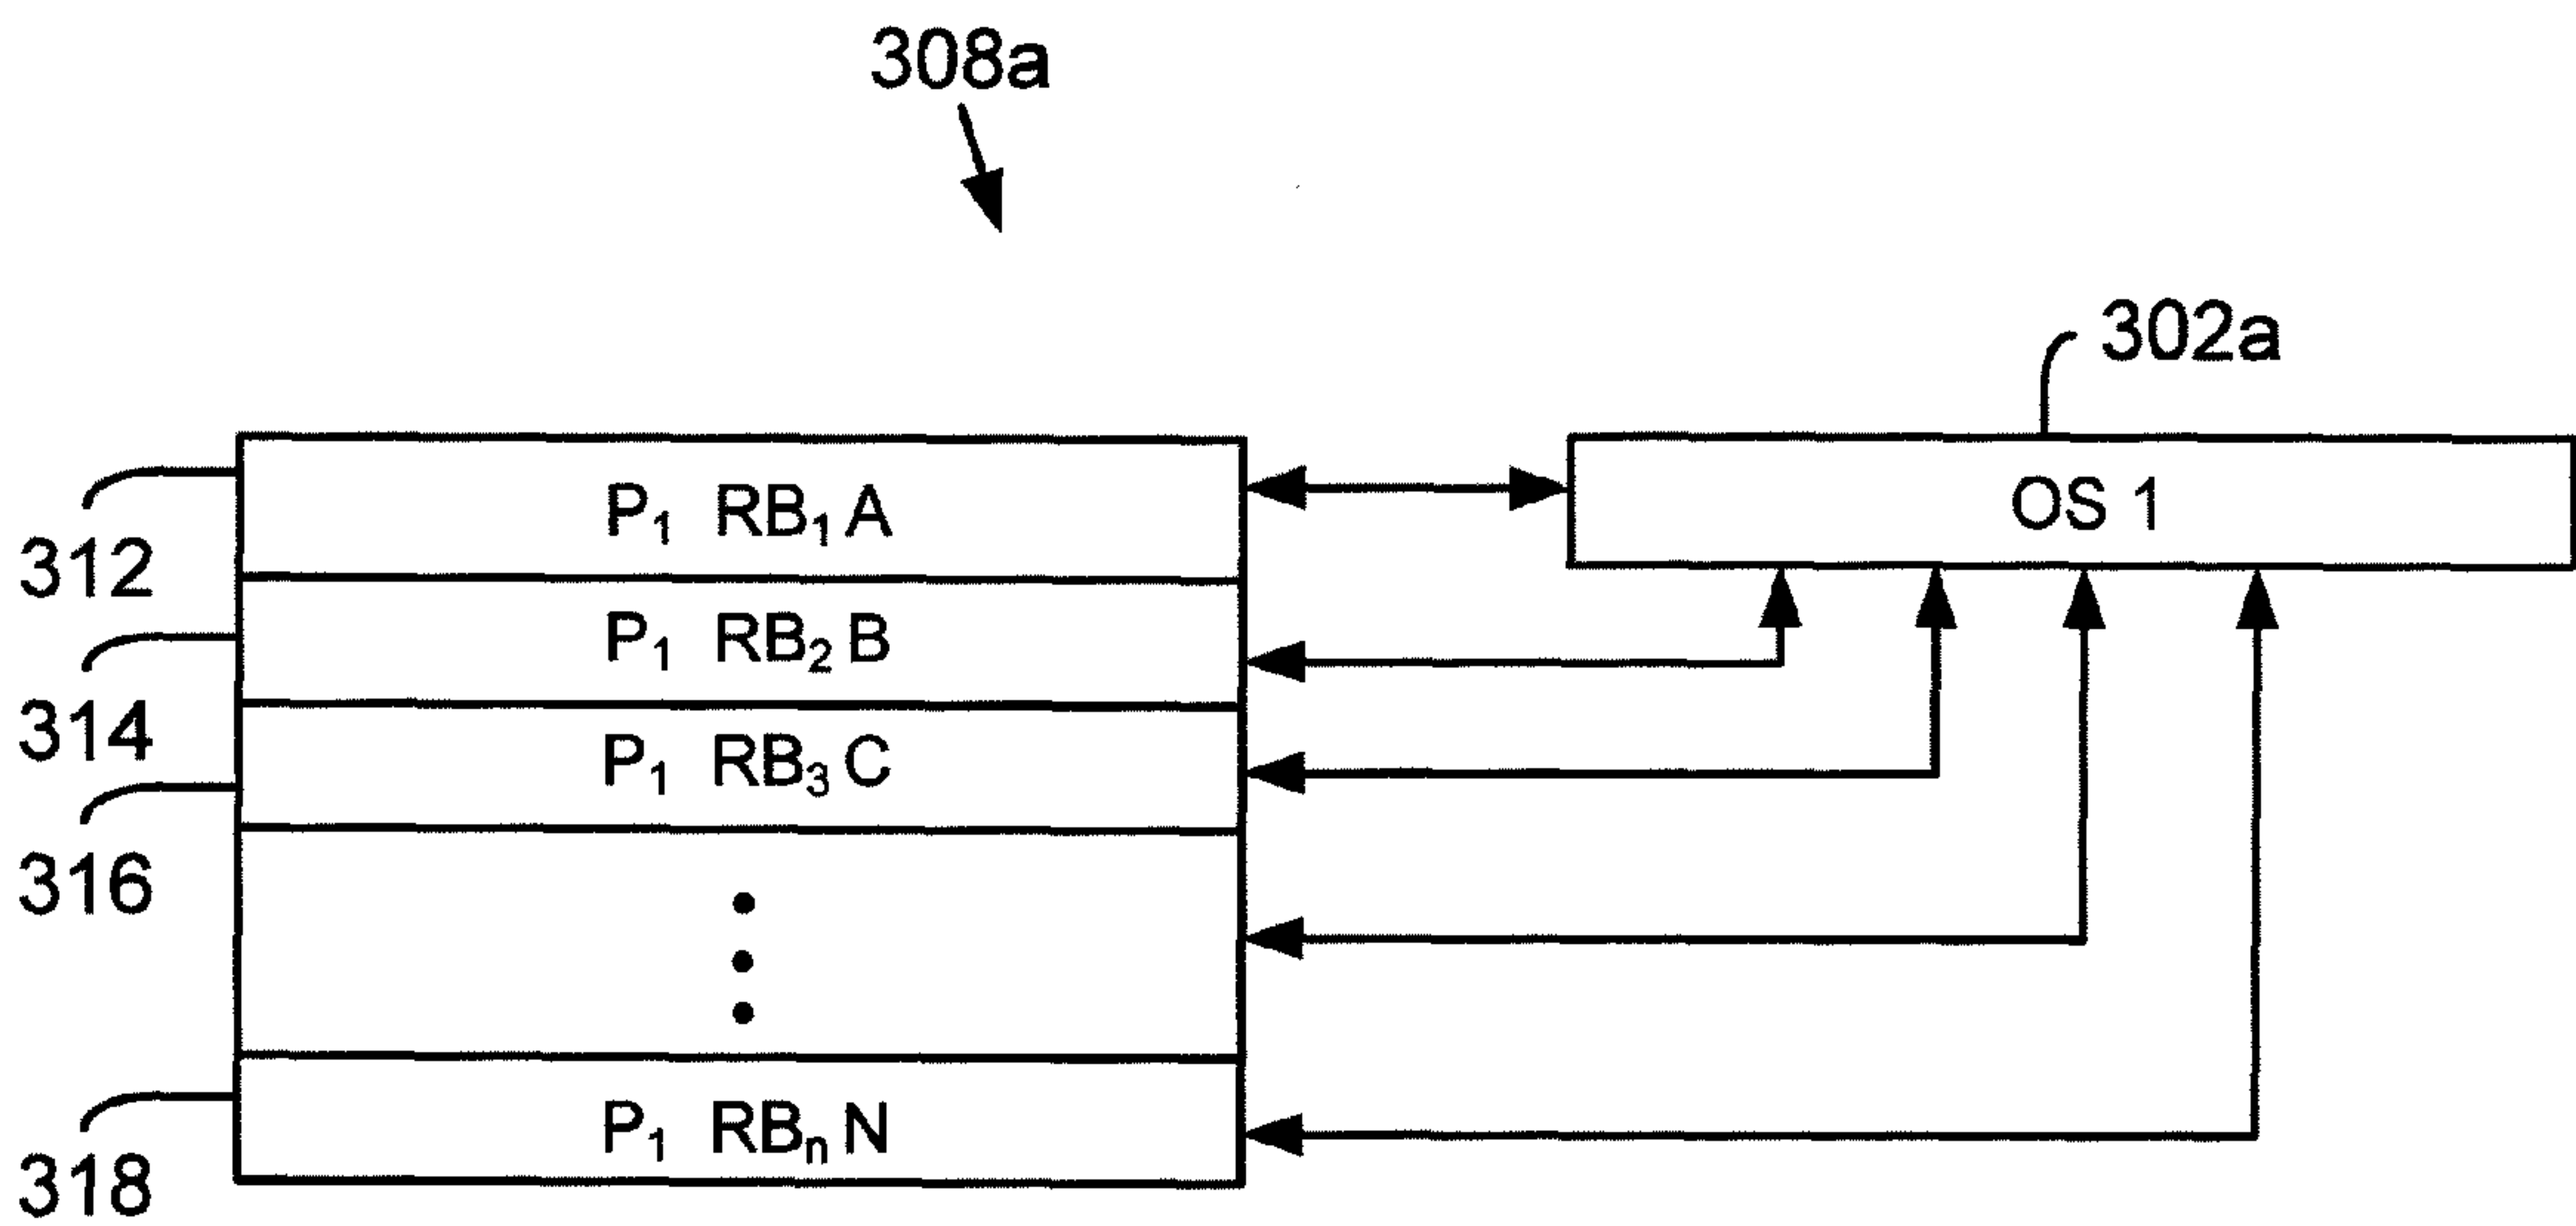 308a
302a
P₁ RB₁ A
OS 1
312
P₁ RB₂ B
314
P₁ RB₃ C
316
P₁ RBₙ N
318